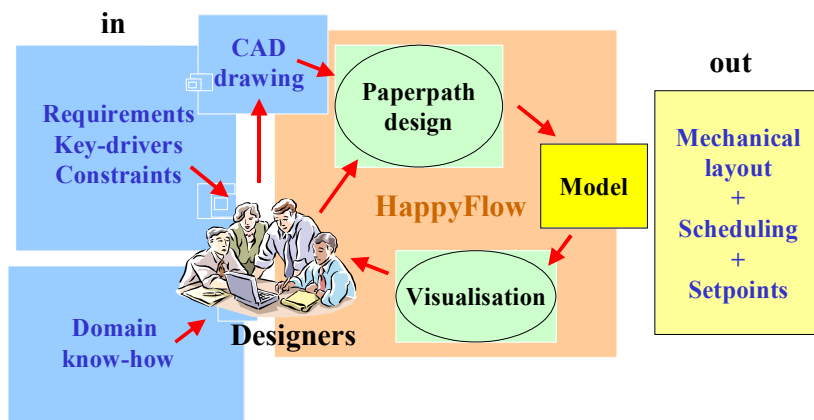 in
CAD
drawing
Requirements
Key-drivers
Constraints
Domain
know-how
Designers
Paperpath
design
HappyFlow
Visualisation
Model
out
Mechanical
layout
+
Scheduling
+
Setpoints